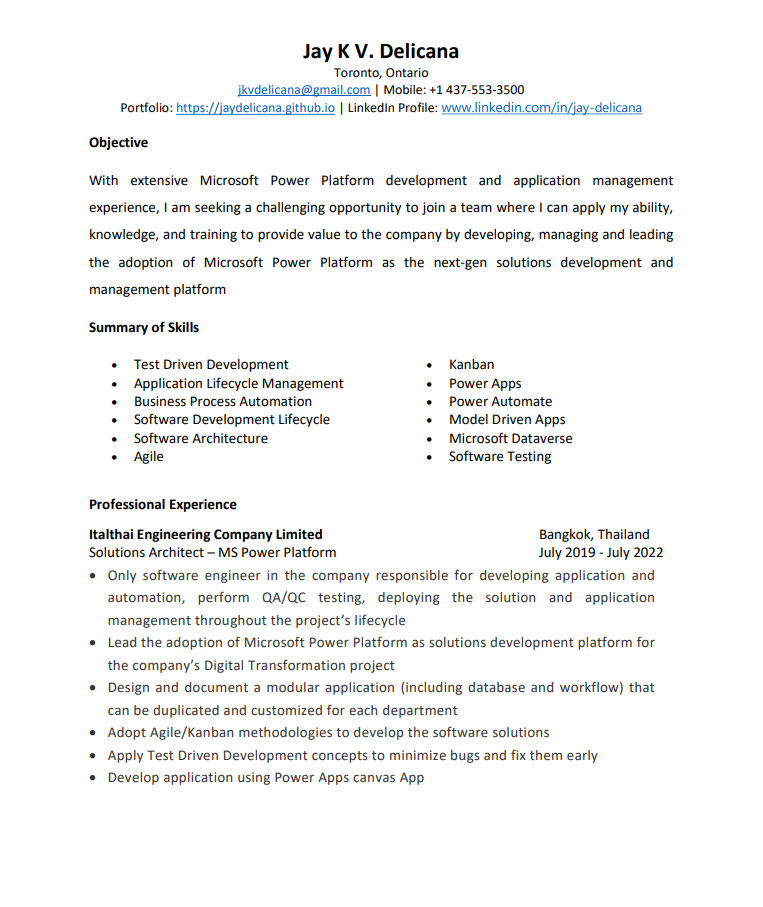 Jay K V. Delicana
Toronto, Ontario
jkvdelicana@gmail.com | Mobile: +1 437-553-3500
Portfolio: https://jaydelicana.github.io | LinkedIn Profile: www.linkedin.com/in/jay-delicana
Objective
With extensive Microsoft Power Platform development and application management
experience, I am seeking a challenging opportunity to join a team where I can apply my ability,
knowledge, and training to provide value to the company by developing, managing and leading
the adoption of Microsoft Power Platform as the next-gen solutions development and
management platform
Summary of Skills
• Test Driven Development
• Application Lifecycle Management
• Business Process Automation
• Software Development Lifecycle
• Software Architecture
• Agile
• Kanban
• Power Apps
• Power Automate
• Model Driven Apps
• Microsoft Dataverse
• Software Testing
Professional Experience
Italthai Engineering Company Limited Bangkok, Thailand
Solutions Architect – MS Power Platform July 2019 - July 2022
• Only software engineer in the company responsible for developing application and
automation, perform QA/QC testing, deploying the solution and application
management throughout the project's lifecycle
• Lead the adoption of Microsoft Power Platform as solutions development platform for
the company's Digital Transformation project
• Design and document a modular application (including database and workflow) that
can be duplicated and customized for each department
• Adopt Agile/Kanban methodologies to develop the software solutions
• Apply Test Driven Development concepts to minimize bugs and fix them early
• Develop application using Power Apps canvas App